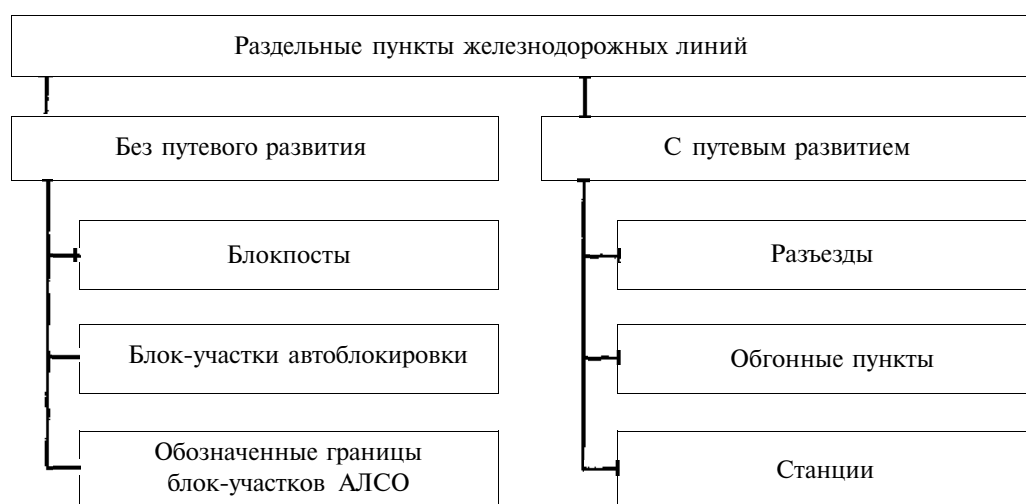 Раздельные пункты железнодорожных линий
Без путевого развития
С путевым развитием
Блокпосты
Разъезды
Блок-участки автоблокировки
Обгонные пункты
Обозначенные границы
блок-участков АЛСО
Станции